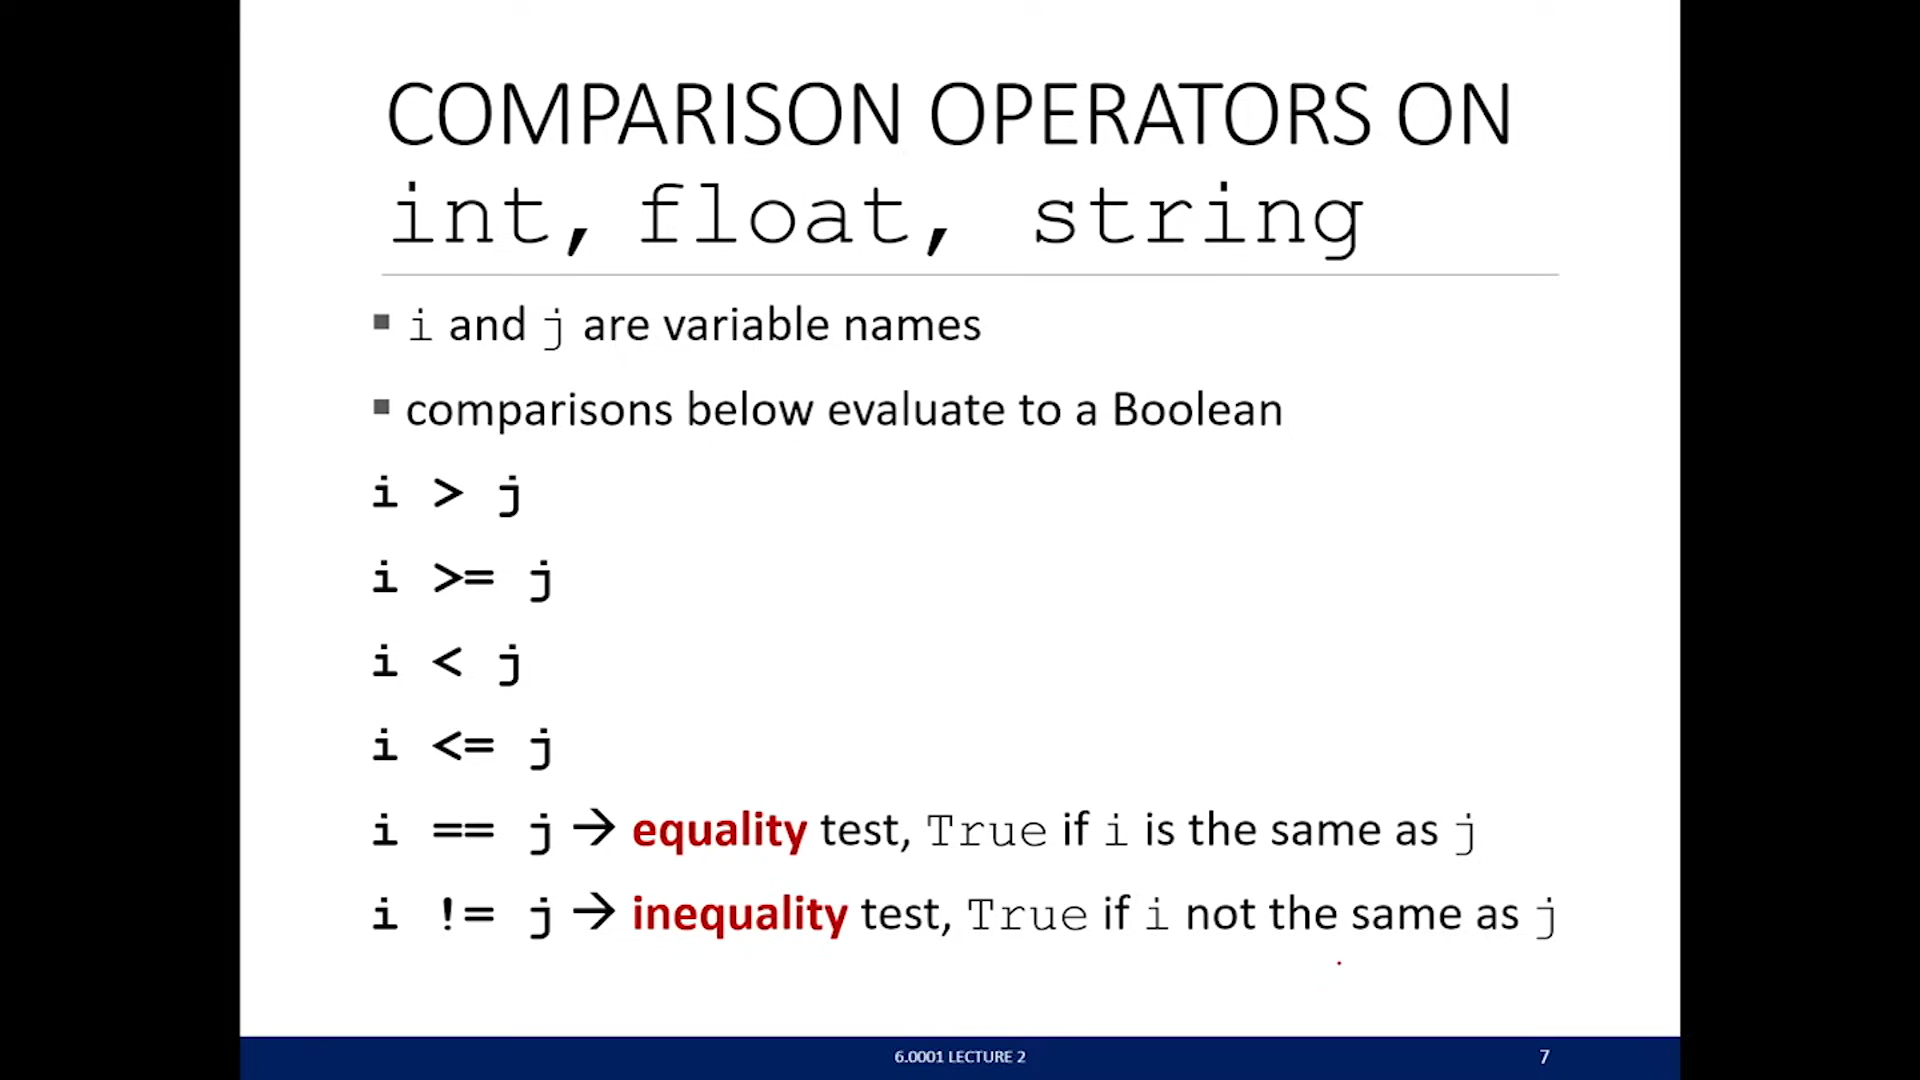 COMPARISON OPERATORS ON
int, float, string
▪ i and j are variable names
▪ comparisons below evaluate to a Boolean
i > j
i >= j
i < j
i <= j
i == j → equality test, True if i is the same as j
i != j → inequality test, True if i not the same as j
6.0001 LECTURE 2
7